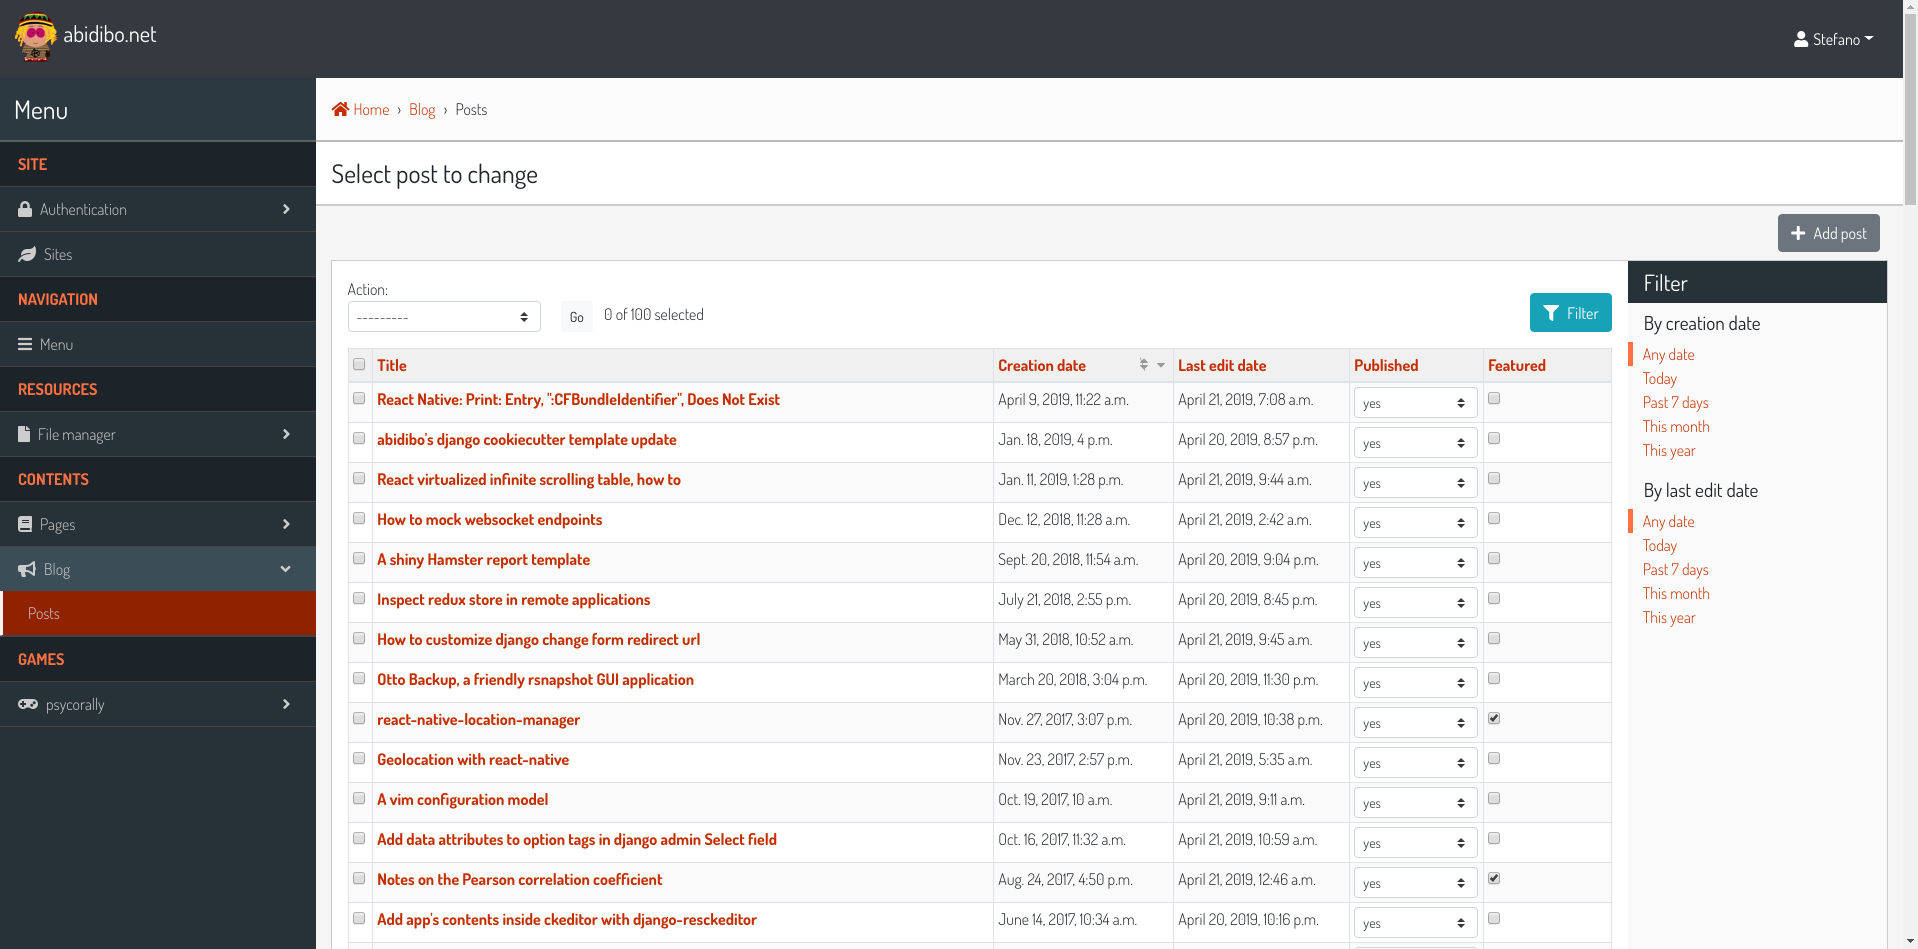 abidibo.net
Stefano
Menu
SITE
Authentication
Sites
NAVIGATION
Menu
RESOURCES
File manager
CONTENTS
Pages
Blog
Posts
GAMES
psycorally
Home › Blog › Posts
Select post to change
Add post
Action:
---------
Go
0 of 100 selected
Filter
Title Creation date Last edit date Published Featured
React Native: Print: Entry, ":CFBundleIdentifier", Does Not Exist April 9, 2019, 11:22 a.m. April 21, 2019, 7:08 a.m. yes
abidibo's django cookiecutter template update Jan. 18, 2019, 4 p.m. April 20, 2019, 8:57 p.m. yes
React virtualized infinite scrolling table, how to Jan. 11, 2019, 1:28 p.m. April 21, 2019, 9:44 a.m. yes
How to mock websocket endpoints Dec. 12, 2018, 11:28 a.m. April 21, 2019, 2:42 a.m. yes
A shiny Hamster report template Sept. 20, 2018, 11:54 a.m. April 20, 2019, 9:04 p.m. yes
Inspect redux store in remote applications July 21, 2018, 2:55 p.m. April 20, 2019, 8:45 p.m. yes
How to customize django change form redirect url May 31, 2018, 10:52 a.m. April 21, 2019, 9:45 a.m. yes
Otto Backup, a friendly rsnapshot GUI application March 20, 2018, 3:04 p.m. April 20, 2019, 11:30 p.m. yes
react-native-location-manager Nov. 27, 2017, 3:07 p.m. April 20, 2019, 10:38 p.m. yes
Geolocation with react-native Nov. 23, 2017, 2:57 p.m. April 21, 2019, 5:35 a.m. yes
A vim configuration model Oct. 19, 2017, 10 a.m. April 21, 2019, 9:11 a.m. yes
Add data attributes to option tags in django admin Select field Oct. 16, 2017, 11:32 a.m. April 21, 2019, 10:59 a.m. yes
Notes on the Pearson correlation coefficient Aug. 24, 2017, 4:50 p.m. April 21, 2019, 12:46 a.m. yes
Add app's contents inside ckeditor with django-resckeditor June 14, 2017, 10:34 a.m. April 20, 2019, 10:16 p.m. yes
Filter
By creation date
Any date
Today
Past 7 days
This month
This year
By last edit date
Any date
Today
Past 7 days
This month
This year